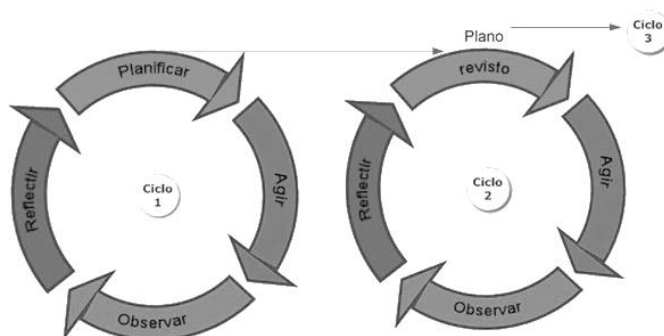 Planificar
Agir
Observar
Reflectir
Ciclo
1
Plano
revisto
Agir
Observar
Reflectir
Ciclo
2
Ciclo
3